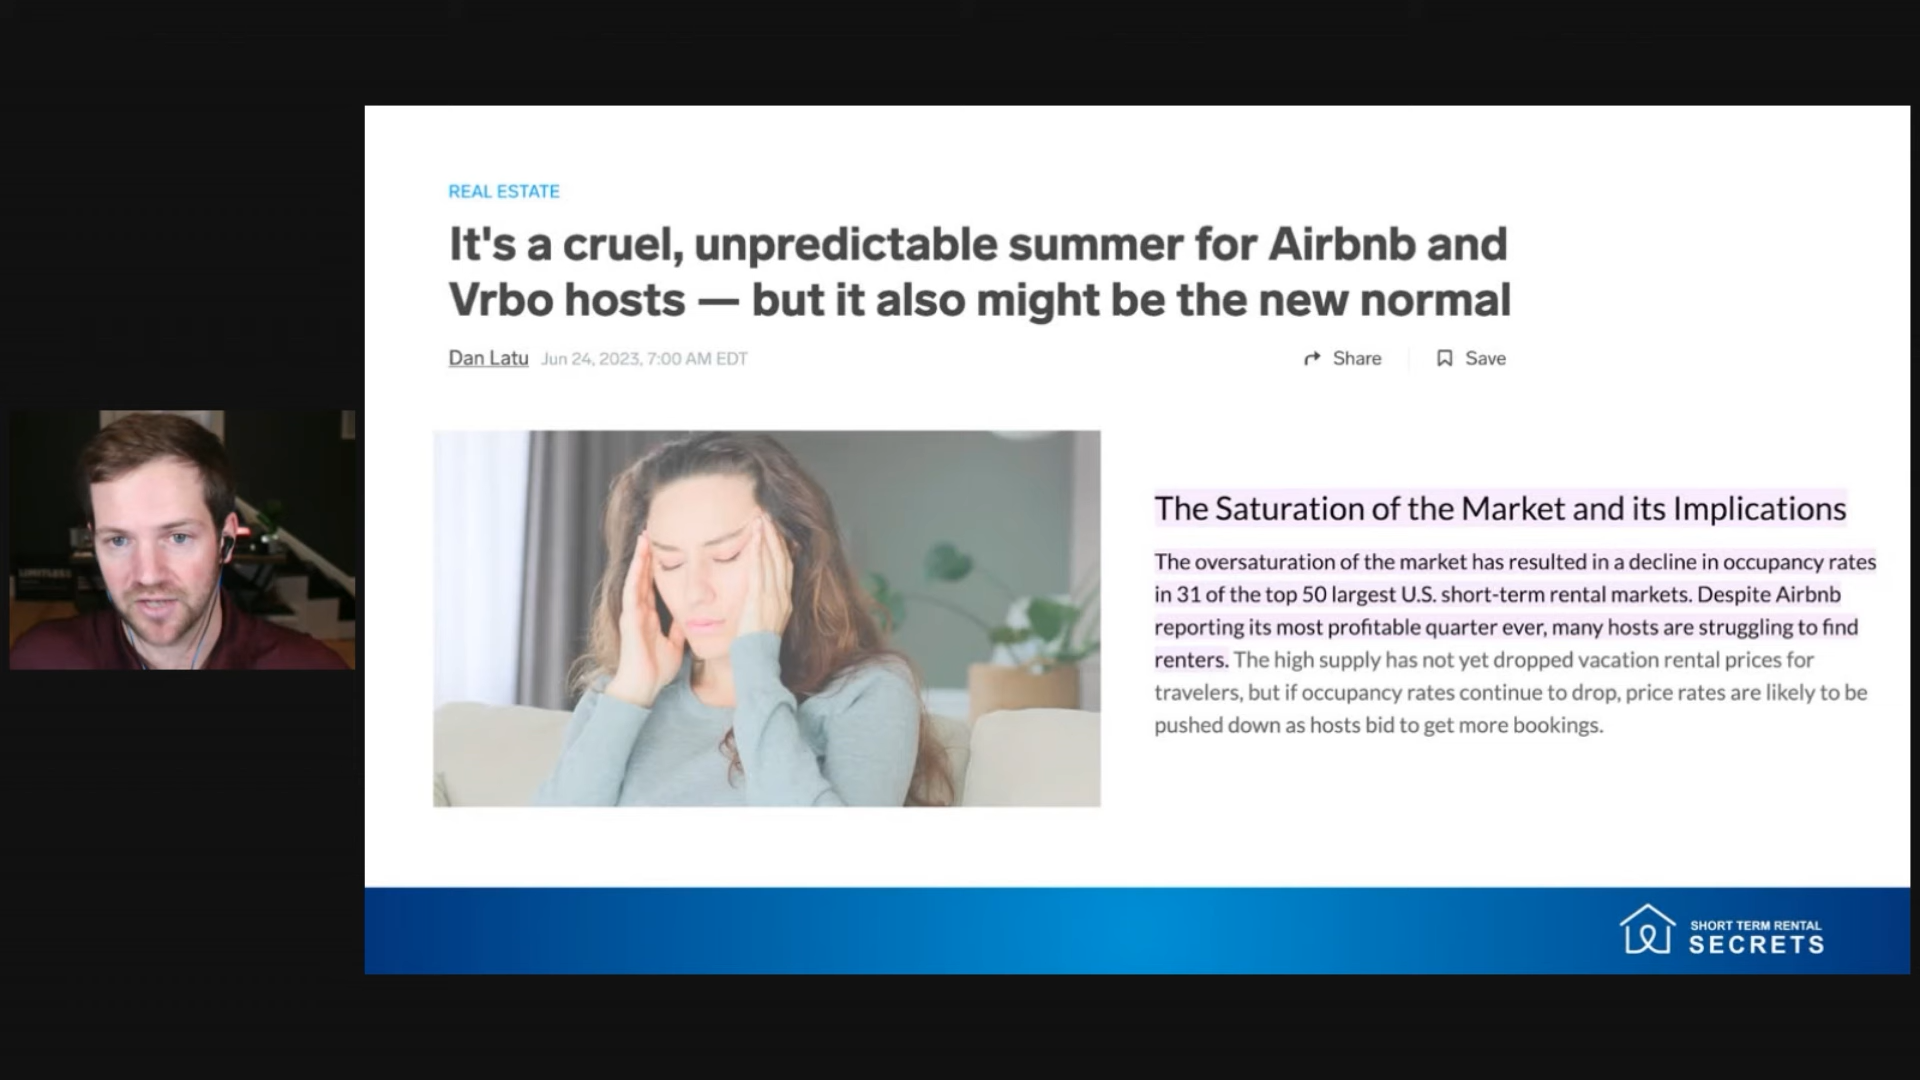 REAL ESTATE
It's a cruel, unpredictable summer for Airbnb and
Vrbo hosts — but it also might be the new normal
Dan Latu Jun 24, 2023, 7:00 AM EDT
Share
Save
The Saturation of the Market and its Implications
The oversaturation of the market has resulted in a decline in occupancy rates
in 31 of the top 50 largest U.S. short-term rental markets. Despite Airbnb
reporting its most profitable quarter ever, many hosts are struggling to find
renters. The high supply has not yet dropped vacation rental prices for
travelers, but if occupancy rates continue to drop, price rates are likely to be
pushed down as hosts bid to get more bookings.
SHORT TERM RENTAL
SECRETS